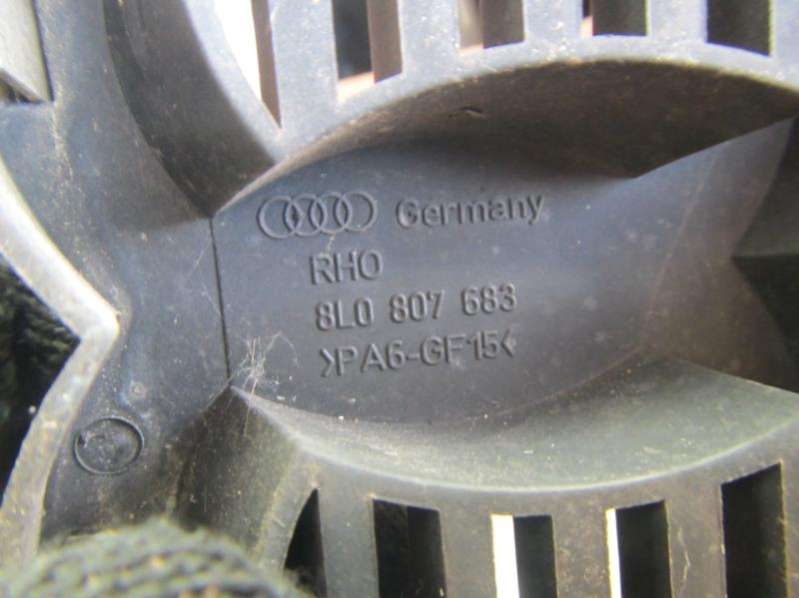 Germany
RHO
8L0 807 683
>PA6-GF15<